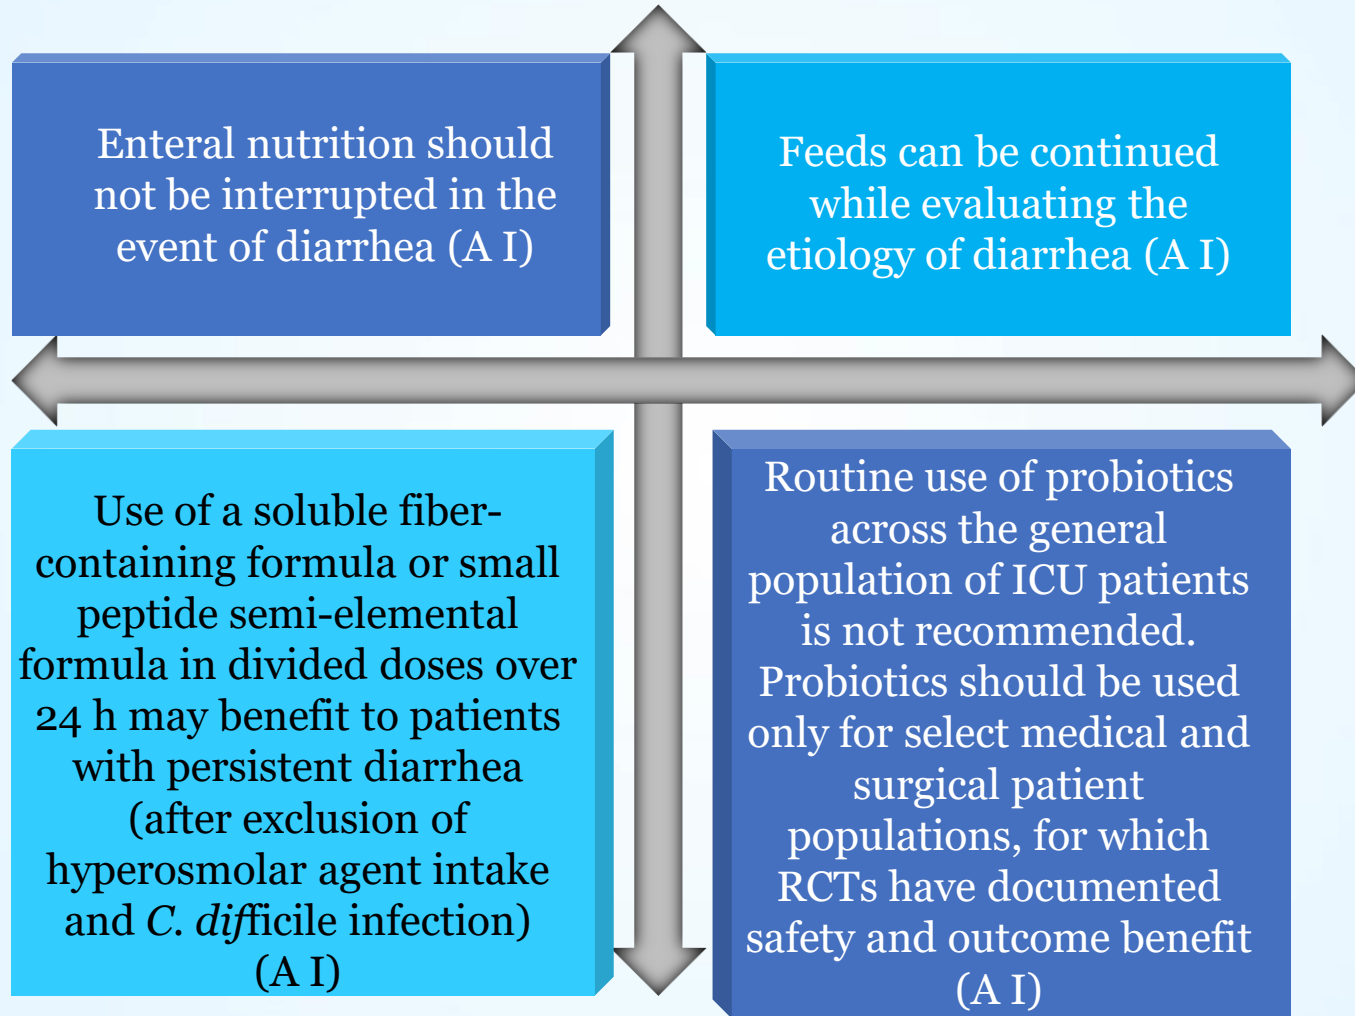 Enteral nutrition should
not be interrupted in the
event of diarrhea (A I)
Feeds can be continued
while evaluating the
etiology of diarrhea (A I)
Use of a soluble fiber-
containing formula or small
peptide semi-elemental
formula in divided doses over
24 h may benefit to patients
with persistent diarrhea
(after exclusion of
hyperosmolar agent intake
and C. difficile infection)
(A I)
Routine use of probiotics
across the general
population of ICU patients
is not recommended.
Probiotics should be used
only for select medical and
surgical patient
populations, for which
RCTs have documented
safety and outcome benefit
(A I)